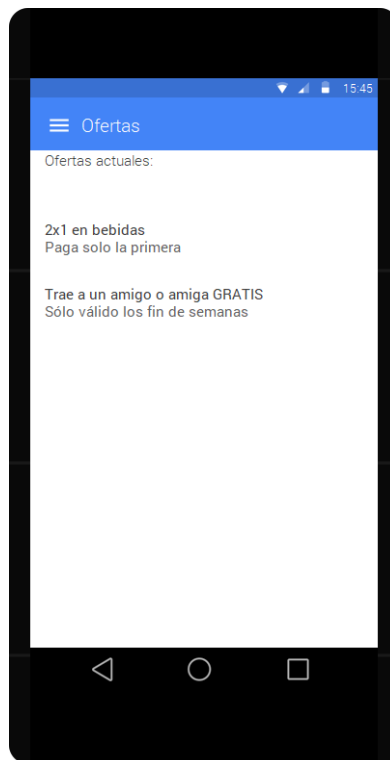 15:45
Ofertas
Ofertas actuales:
2x1 en bebidas
Paga solo la primera
Trae a un amigo o amiga GRATIS
Sólo válido los fin de semanas